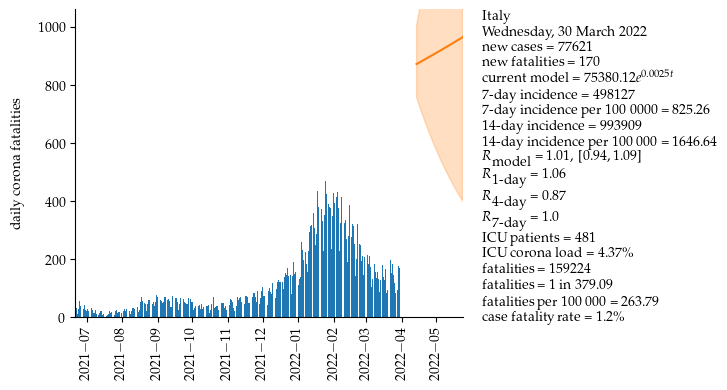 1000
800
600
400
200
0
daily corona fatalities
2021−07
2021−08
2021−09
2021−10
2021−11
2021−12
2022−01
2022−02
2022−03
2022−04
2022−05
Italy
Wednesday, 30 March 2022
new cases = 77621
new fatalities = 170
current model = 75380.12e^0.0025t
7-day incidence = 498127
7-day incidence per 100 0000 = 825.26
14-day incidence = 993909
14-day incidence per 100 000 = 1646.64
R_model = 1.01, [0.94, 1.09]
R_1-day = 1.06
R_4-day = 0.87
R_7-day = 1.0
ICU patients = 481
ICU corona load = 4.37%
fatalities = 159224
fatalities = 1 in 379.09
fatalities per 100 000 = 263.79
case fatality rate = 1.2%